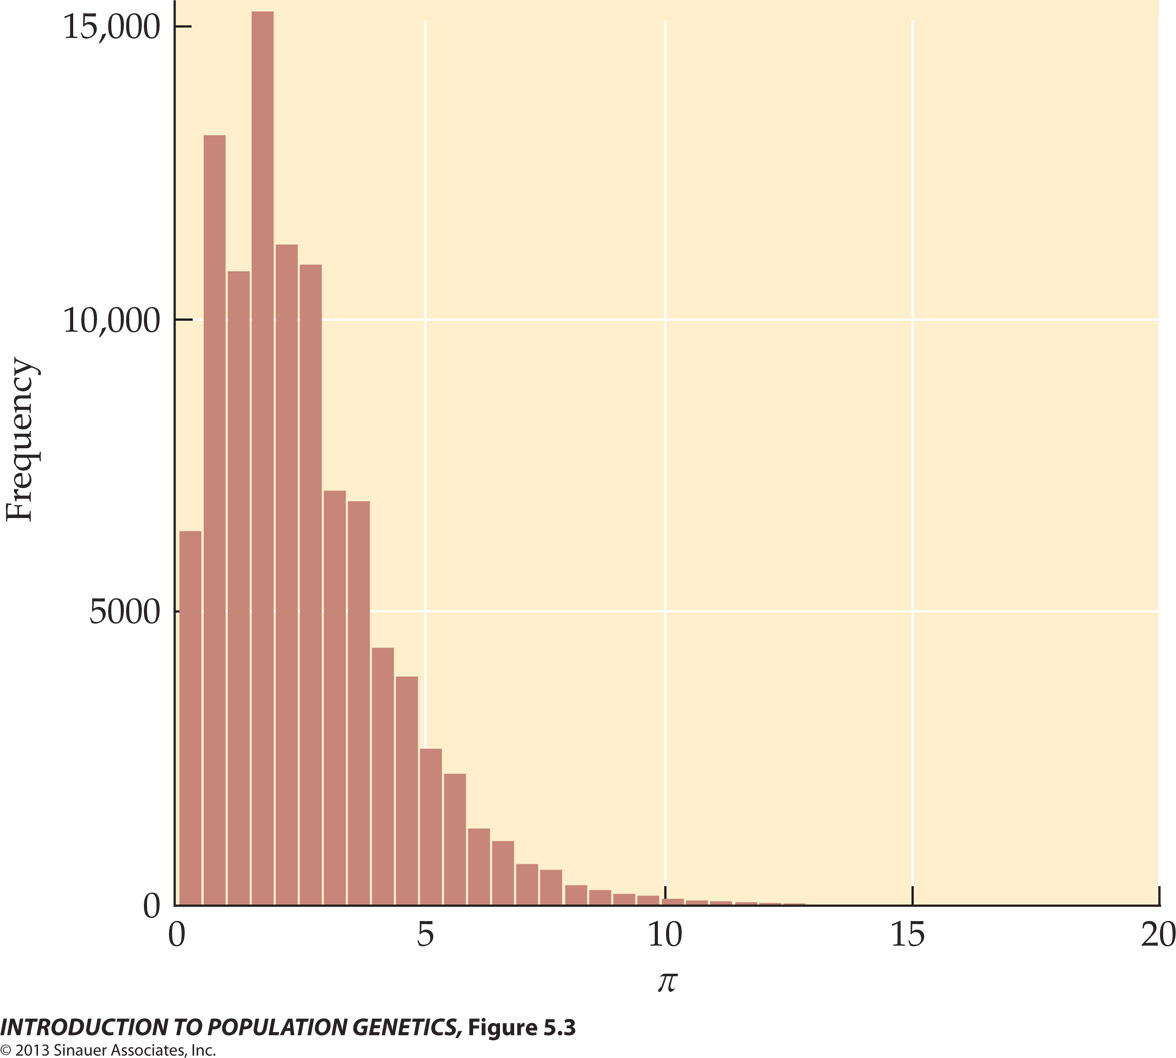 15,000
10,000
5000
0
Frequency
0 5 10 15 20
π
INTRODUCTION TO POPULATION GENETICS, Figure 5.3
© 2013 Sinauer Associates, Inc.